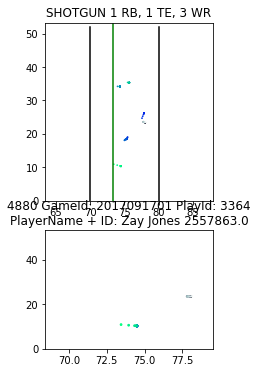 SHOTGUN 1 RB, 1 TE, 3 WR
50
40
30
20
10
0
65 70 75 80 85
4880 GameId: 2017091701 PlayId: 3364
PlayerName + ID: Zay Jones 2557863.0
40
20
0
70.0 72.5 75.0 77.5